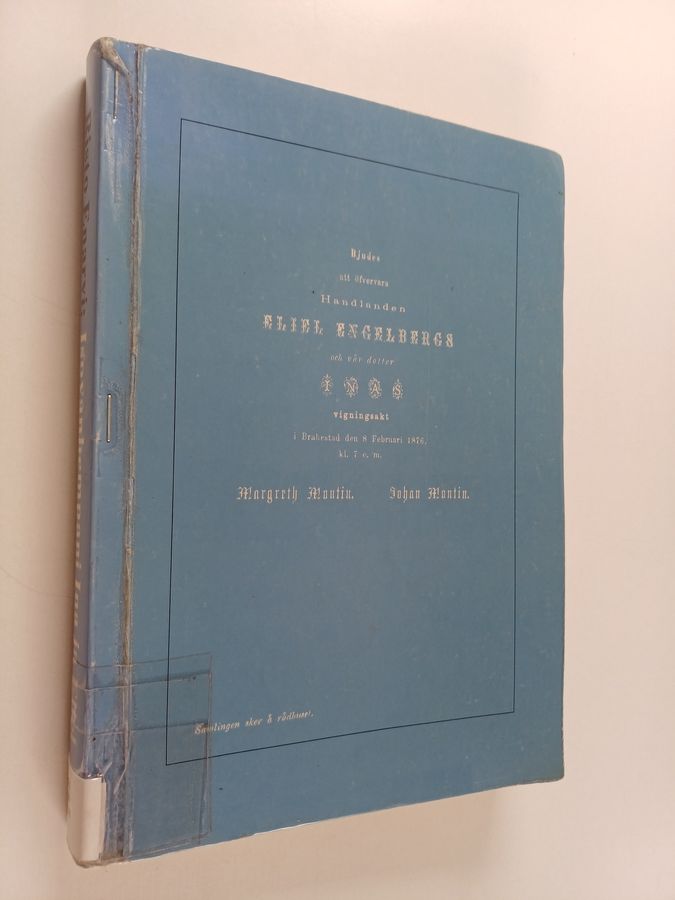 Bjudes
att öfvervara
Handlanden
ELIEL ENGELBERGS
och vår dotter
INAS
vigningsakt
i Brahestad den 8 Februari 1876,
kl. 7 e. m.
Margreth Montin. Johan Montin.
Samlingen sker å rådhuset.